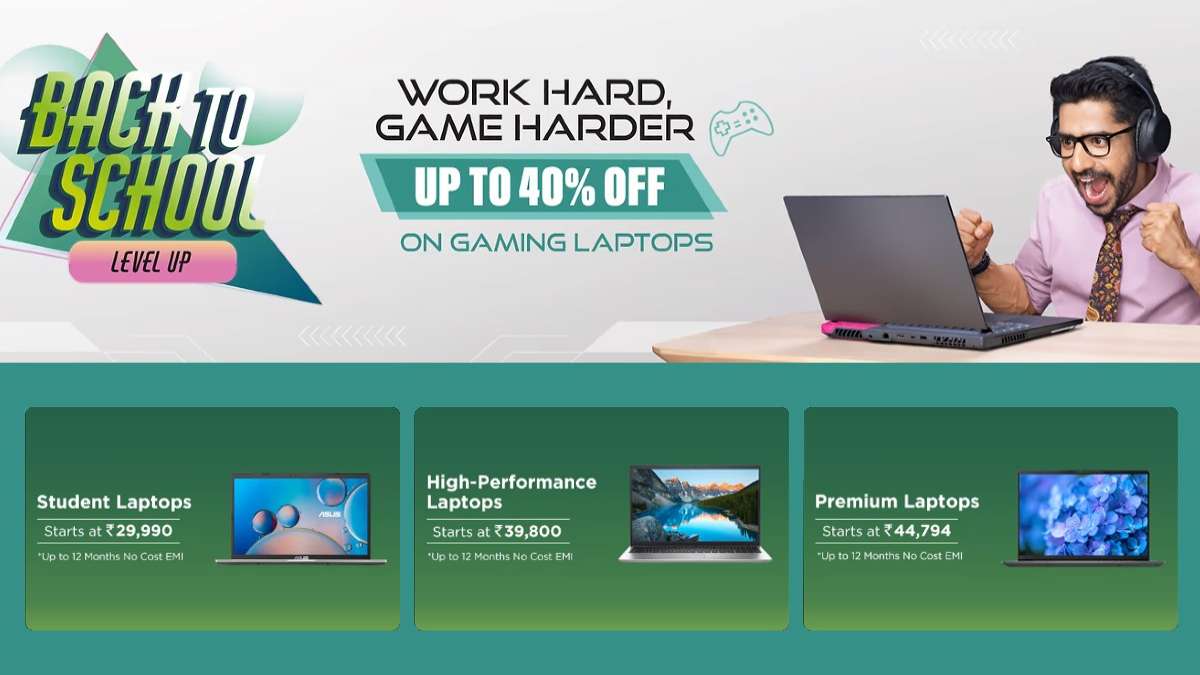 BACK TO
SCHOOL
LEVEL UP
WORK HARD,
GAME HARDER
UP TO 40% OFF
ON GAMING LAPTOPS
Student Laptops
Starts at ₹29,990
*Up to 12 Months No Cost EMI
ASUS
High-Performance
Laptops
Starts at ₹39,800
*Up to 12 Months No Cost EMI
Premium Laptops
Starts at ₹44,794
*Up to 12 Months No Cost EMI